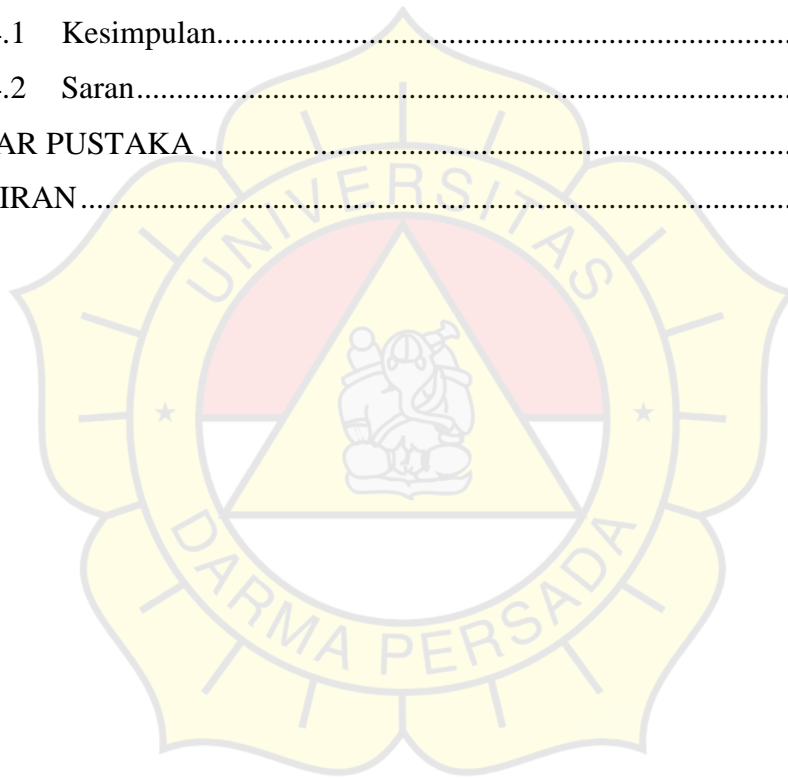 .1 Kesimpulan........................................................................
.2 Saran..................................................................................
AR PUSTAKA ..........................................................................
IRAN.........................................................................................
UNIVERSITAS
DARMA PERSADA